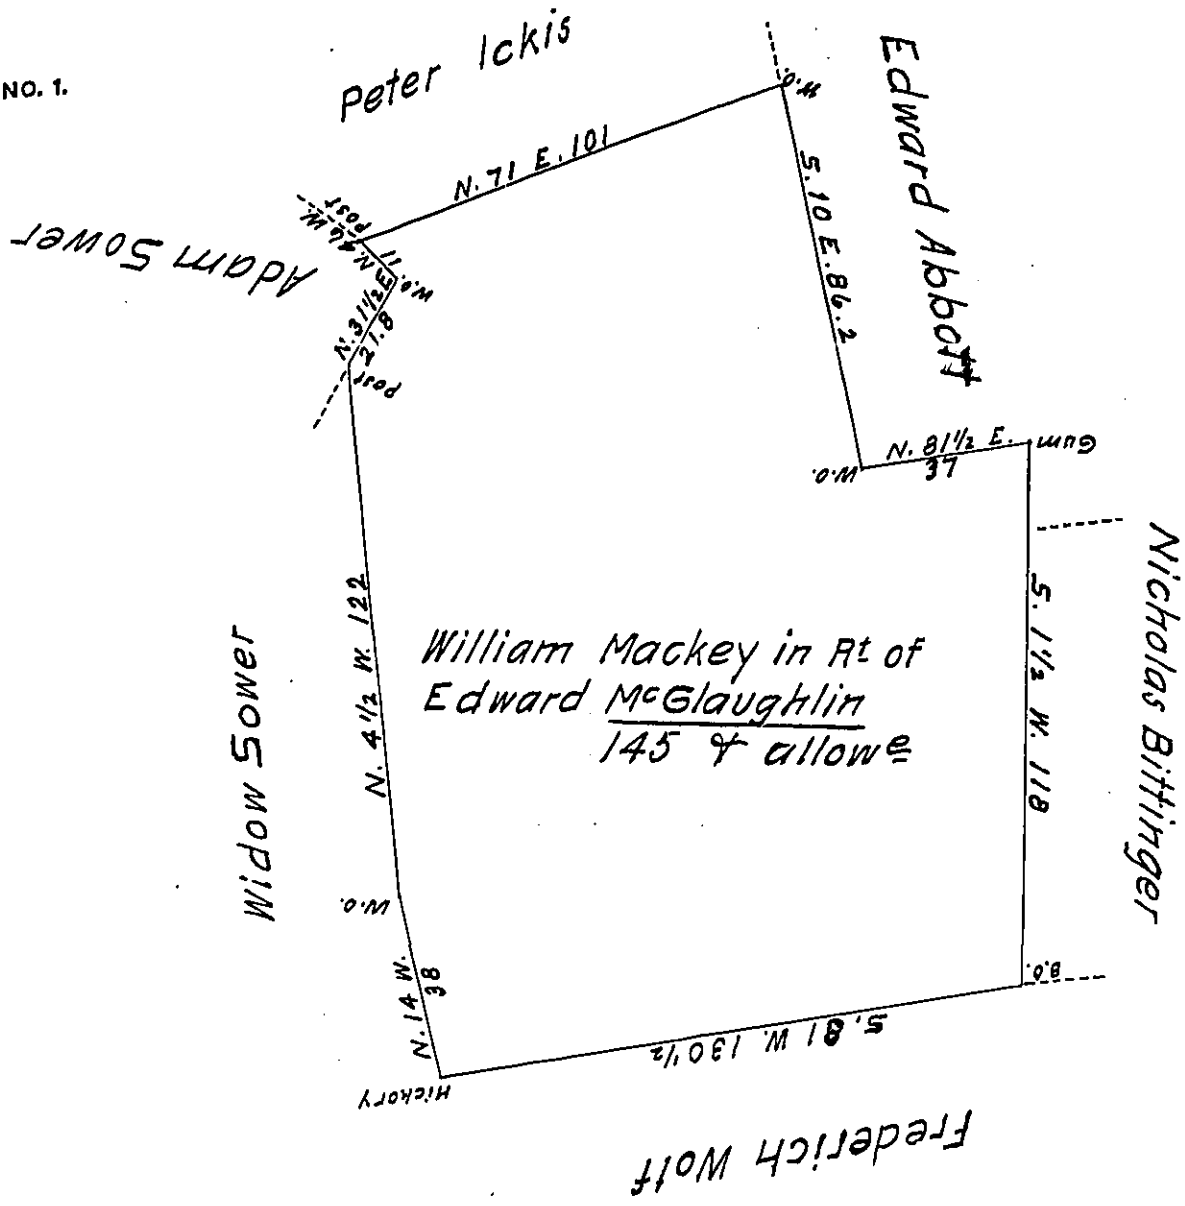 NO. 1.
Peter Ickis
Edward Abbott
Adam Sower
W.O.
N. 71 E. 101
S. 10 E. 86.2
Post
N. 46 W.
11
W.O.
N. 31½ E
21.8
Post
N. 81½ E.
37
Gum
W.O.
Nicholas Bittinger
S. 1½ W. 118
William Mackey in Rt of
Edward McGlaughlin
145 & allowe
N. 4½ W. 122
Widow Sower
W.O.
N. 14 W.
38
B.O.
S. 81 W. 130½
Hickory
Frederich Wolf